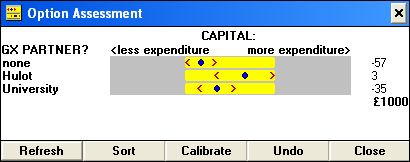 Option Assessment
CAPITAL:
GX PARTNER? <less expenditure more expenditure>
none -57
Hulot 3
University -35
£1000
Refresh Sort Calibrate Undo Close